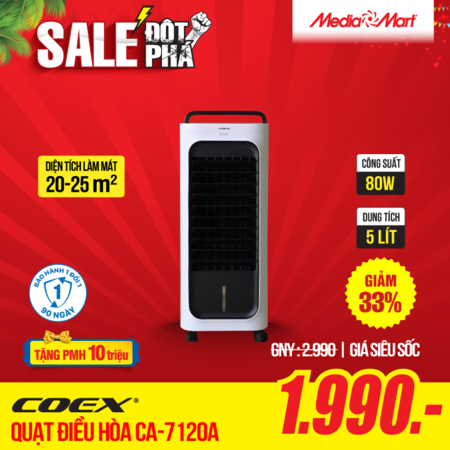 SALE ĐỘT PHÁ
MediaMart
COEX
DIỆN TÍCH LÀM MÁT
20-25 m²
CÔNG SUẤT
80W
DUNG TÍCH
5 LÍT
BẢO HÀNH 1 ĐỔI 1
1
90 NGÀY
GIẢM
33%
TẶNG PMH 10 triệu
GNY : 2.990 | GIÁ SIÊU SỐC
COEX®
QUẠT ĐIỀU HÒA CA-7120A
1.990.-